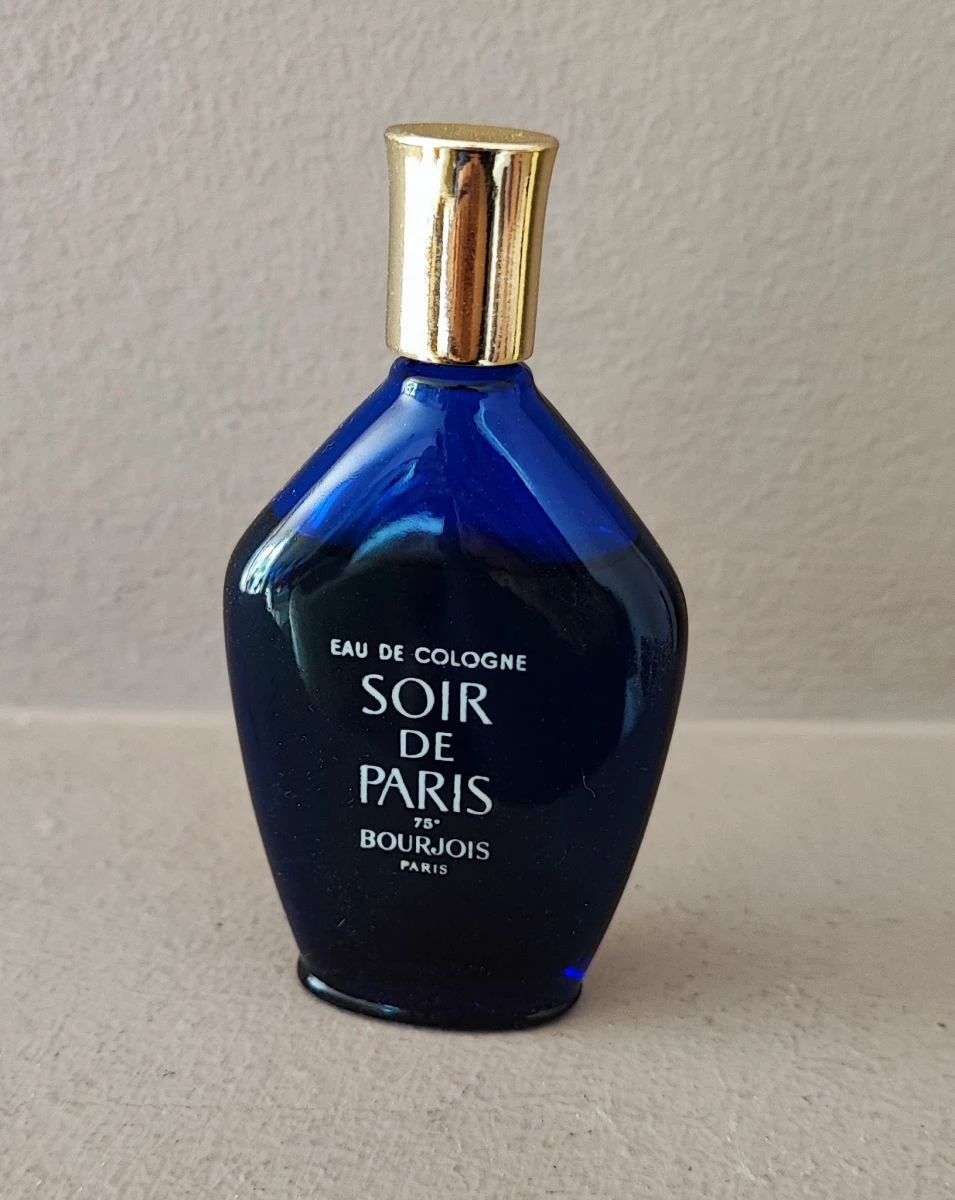 EAU DE COLOGNE
SOIR
DE
PARIS
75°
BOURJOIS
PARIS